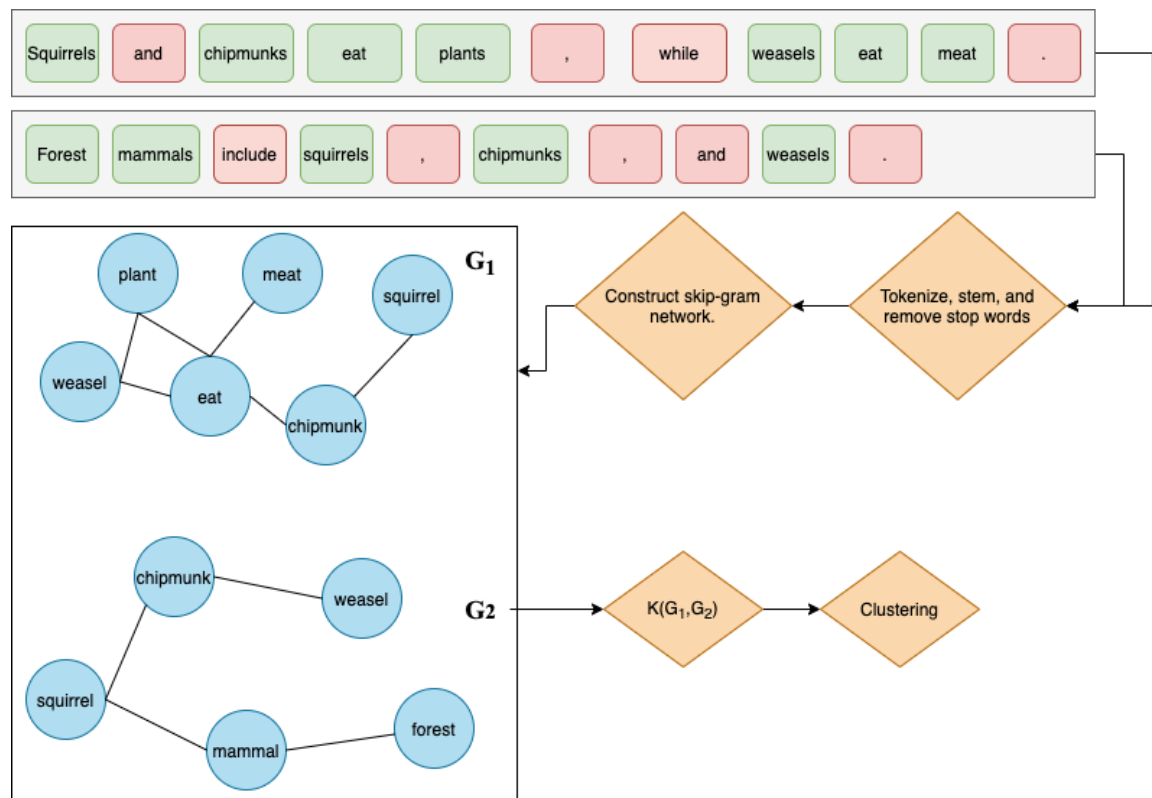 Squirrels and chipmunks eat plants , while weasels eat meat .
Forest mammals include squirrels , chipmunks , and weasels .
G₁
plant
meat
squirrel
weasel
eat
chipmunk
Construct skip-gram
network.
Tokenize, stem, and
remove stop words
chipmunk
weasel
G2
squirrel
mammal
forest
K(G₁,G₂)
Clustering